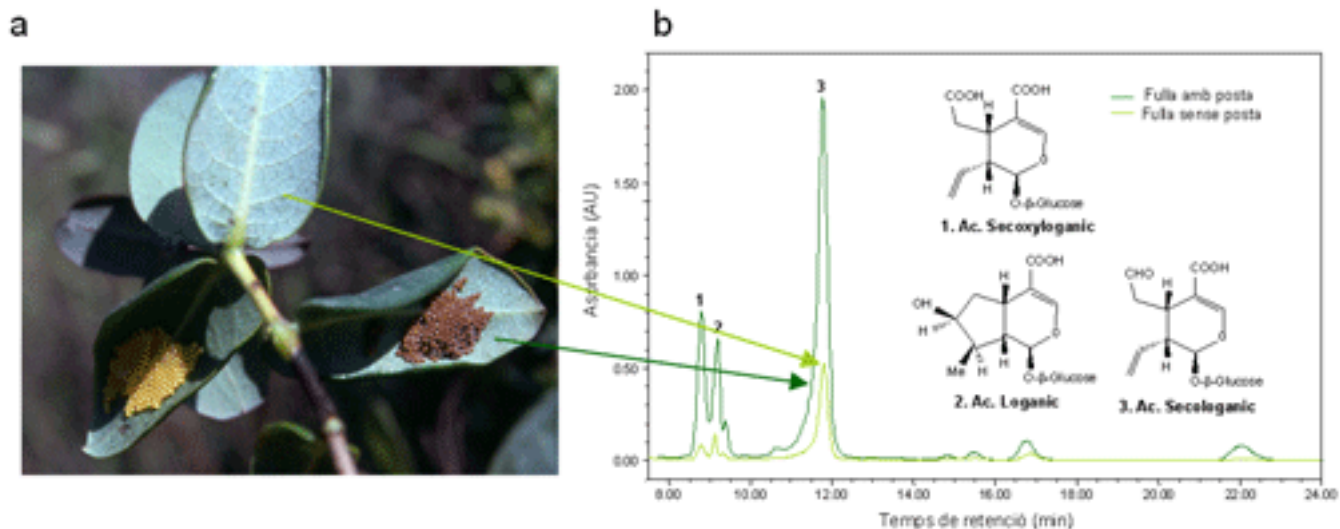 a
b
2.00
1.50
1.00
0.50
0.00
Asorbancia (AU)
1
2
3
COOH
COOH
H
H
O
O-β-Glucose
1. Ac. Secoxyloganic
Fulla amb posta
Fulla sense posta
COOH
OH
H
H
O
Me
H
H
O-β-Glucose
2. Ac. Loganic
CHO
COOH
H
H
O
O-β-Glucose
3. Ac. Secologanic
8.00 10.00 12.00 14.00 16.00 18.00 20.00 22.00 24.00
Temps de retenció (min)